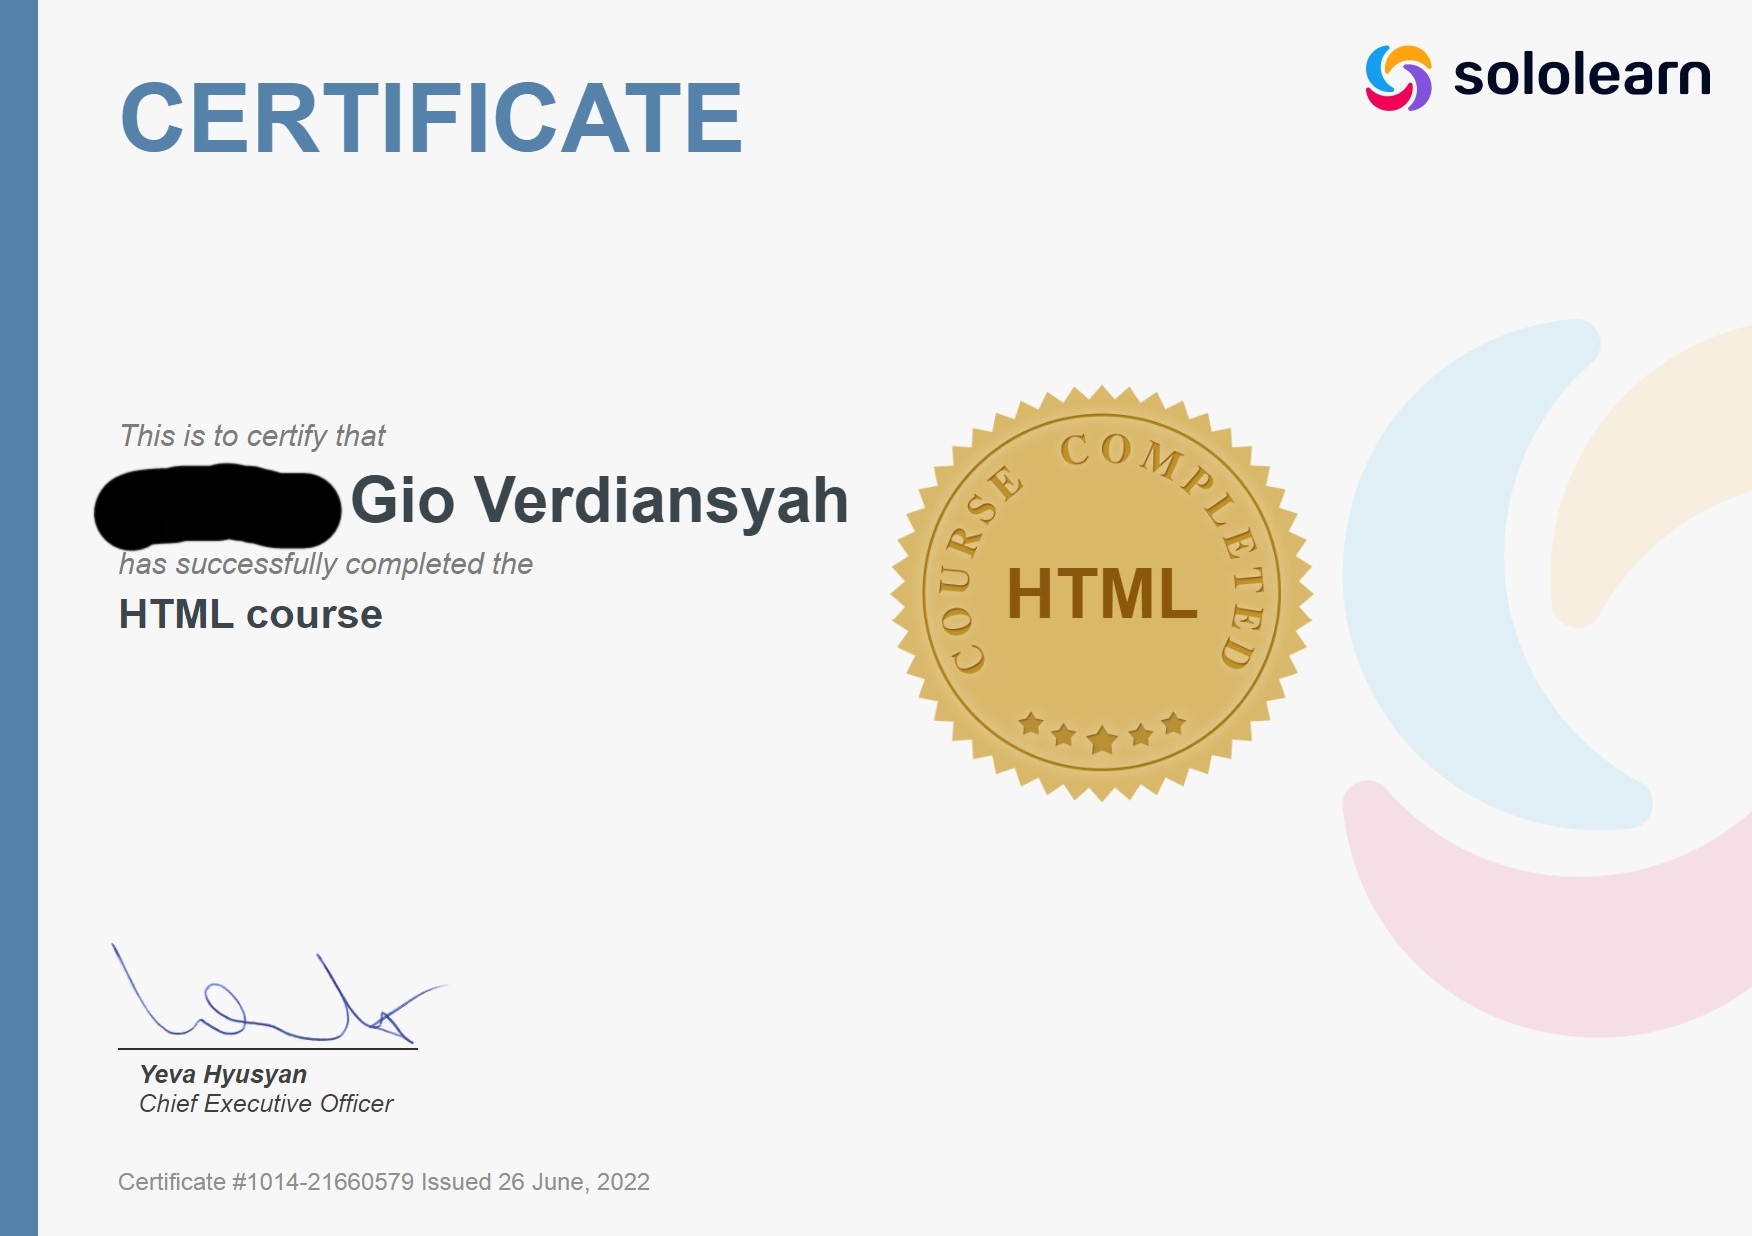 CERTIFICATE
sololearn
This is to certify that
Gio Verdiansyah
has successfully completed the
HTML course
COURSE COMPLETED
HTML
Yeva Hyusyan
Chief Executive Officer
Certificate #1014-21660579 Issued 26 June, 2022